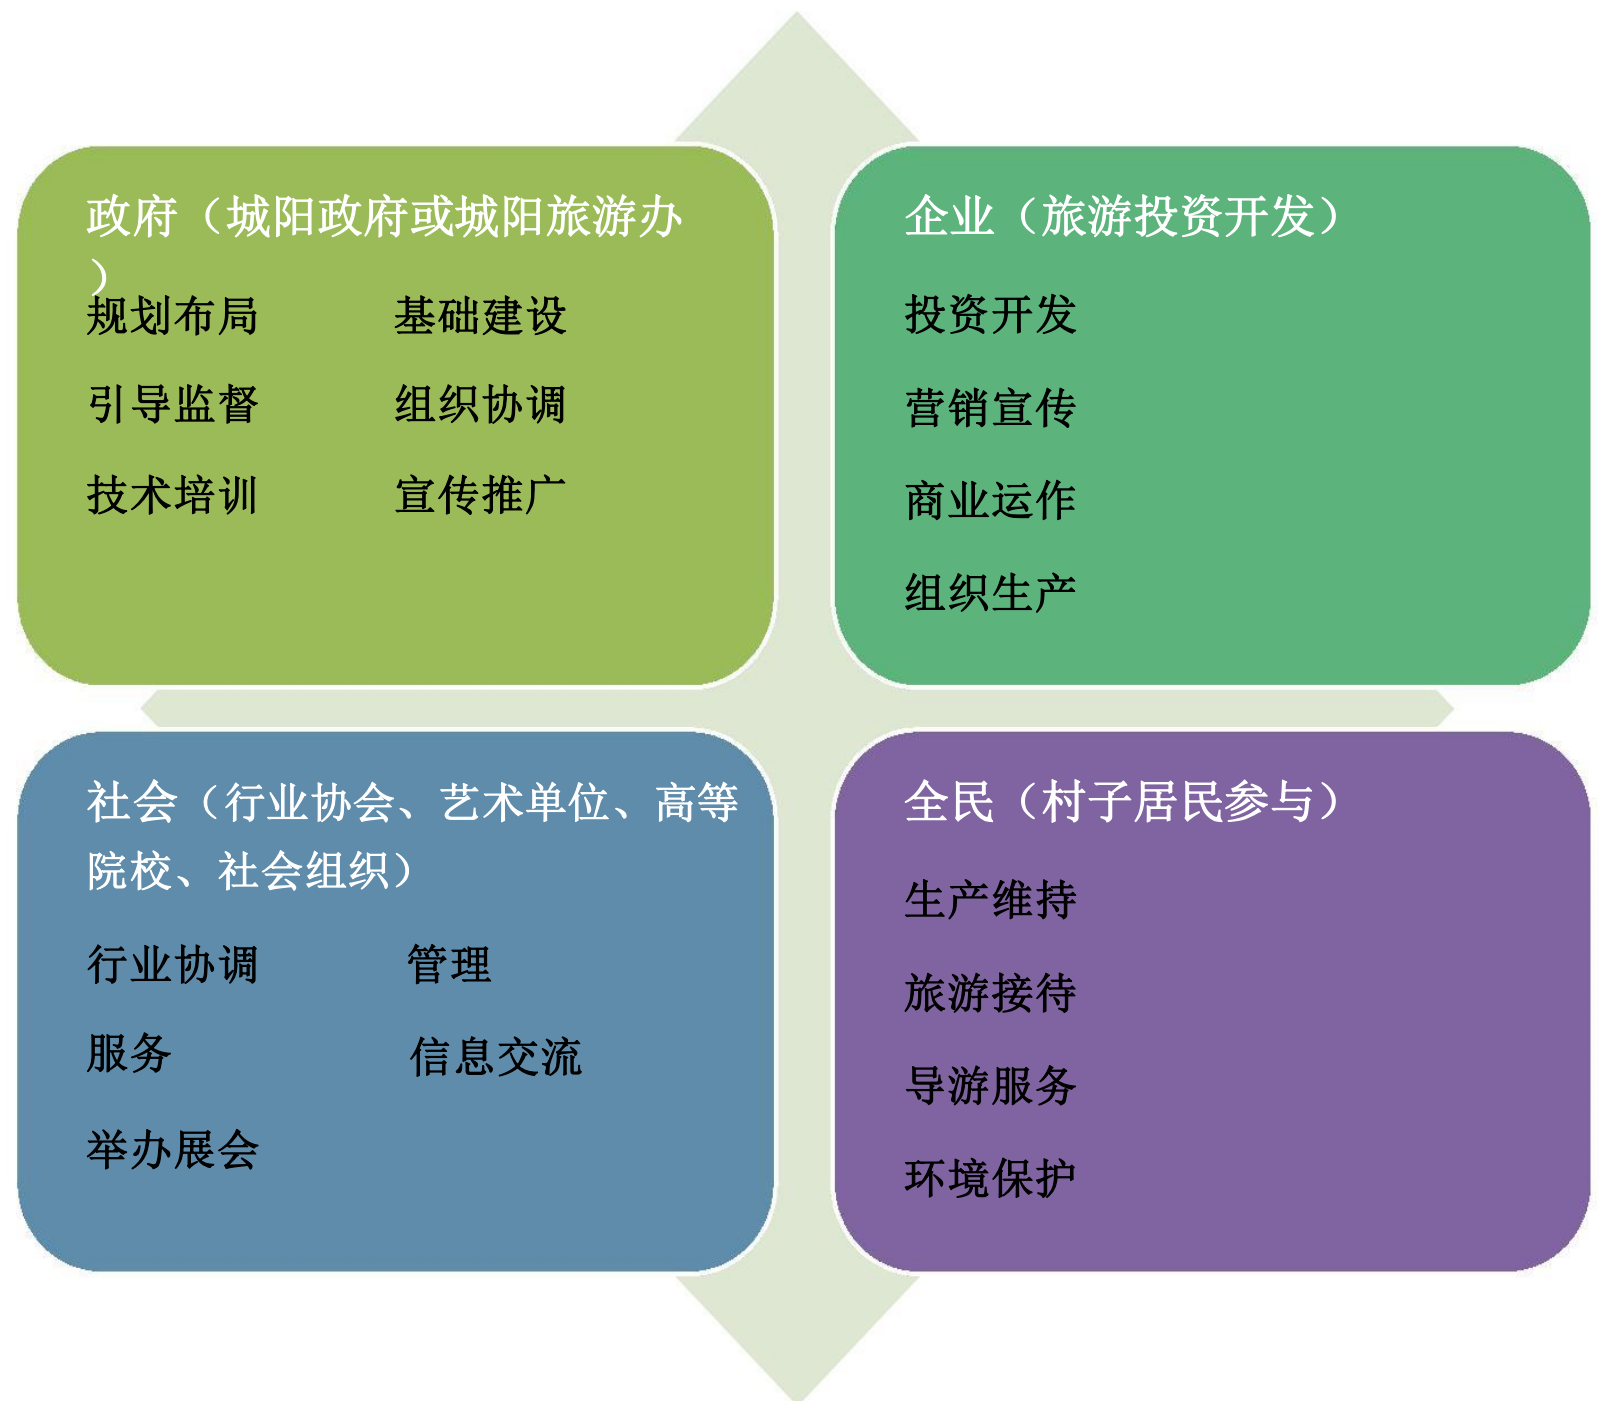 政府（城阳政府或城阳旅游办
）
规划布局 基础建设
引导监督 组织协调
技术培训 宣传推广
企业（旅游投资开发）
投资开发
营销宣传
商业运作
组织生产
社会（行业协会、艺术单位、高等
院校、社会组织）
行业协调 管理
服务 信息交流
举办展会
全民（村子居民参与）
生产维持
旅游接待
导游服务
环境保护